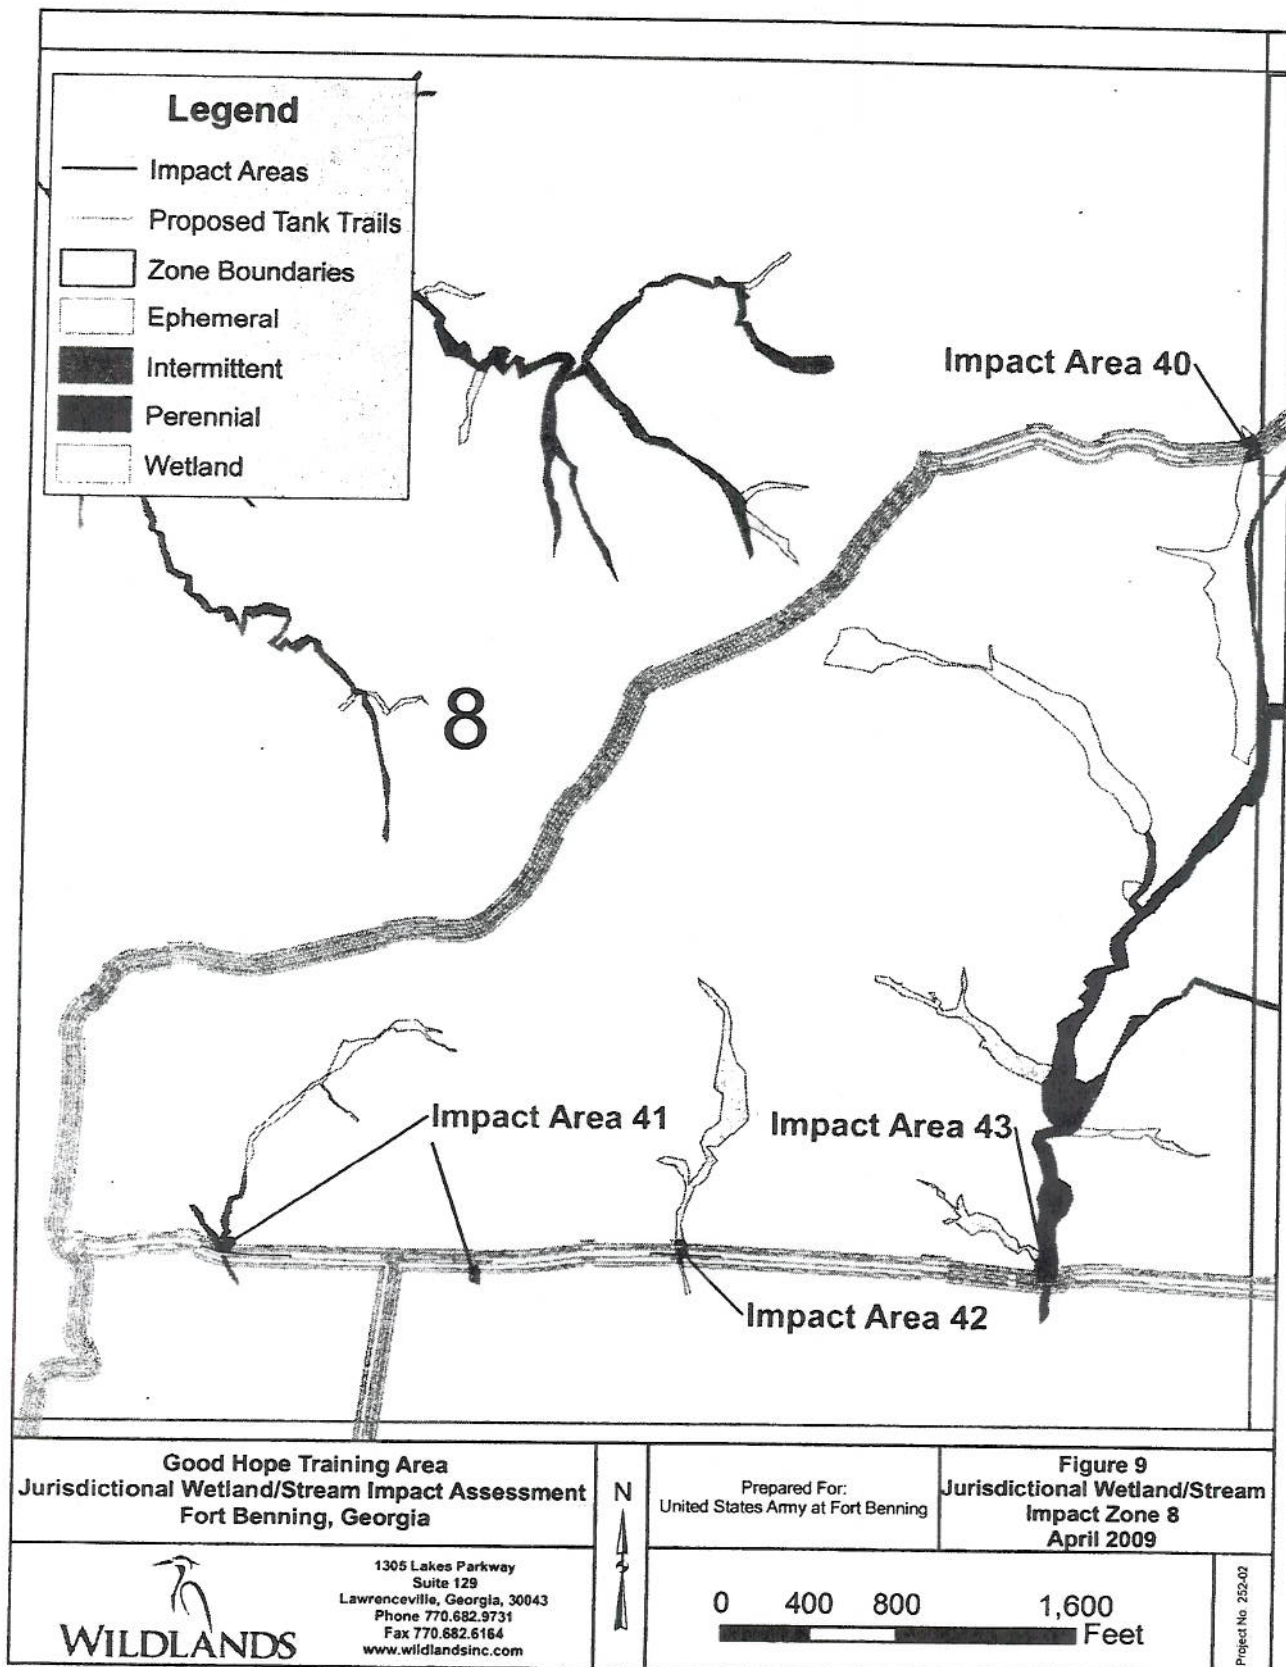 Legend
Impact Areas
Proposed Tank Trails
Zone Boundaries
Ephemeral
Intermittent
Perennial
Wetland
Impact Area 40
8
Impact Area 41
Impact Area 43
Impact Area 42
Good Hope Training Area
Jurisdictional Wetland/Stream Impact Assessment
Fort Benning, Georgia
N
Prepared For:
United States Army at Fort Benning
Figure 9
Jurisdictional Wetland/Stream
Impact Zone 8
April 2009
WILDLANDS
1305 Lakes Parkway
Suite 129
Lawrenceville, Georgia, 30043
Phone 770.682.9731
Fax 770.682.6164
www.wildlandsinc.com
0 400 800 1,600
Feet
Project No. 252-02